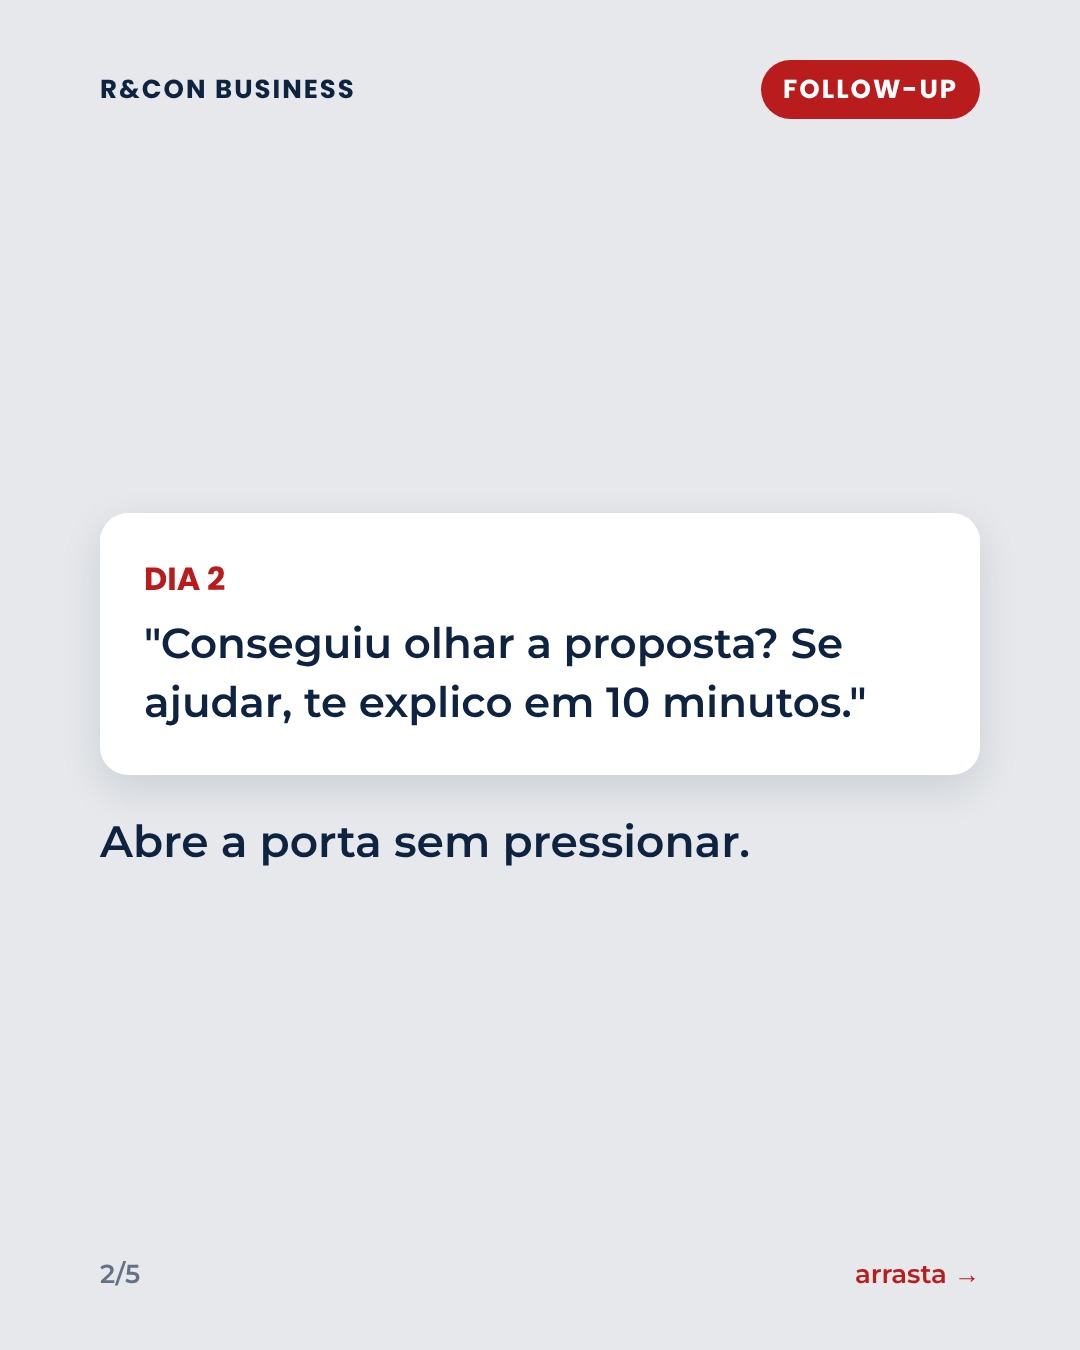 R&CON BUSINESS
FOLLOW-UP
DIA 2
"Conseguiu olhar a proposta? Se
ajudar, te explico em 10 minutos."
Abre a porta sem pressionar.
2/5
arrasta →